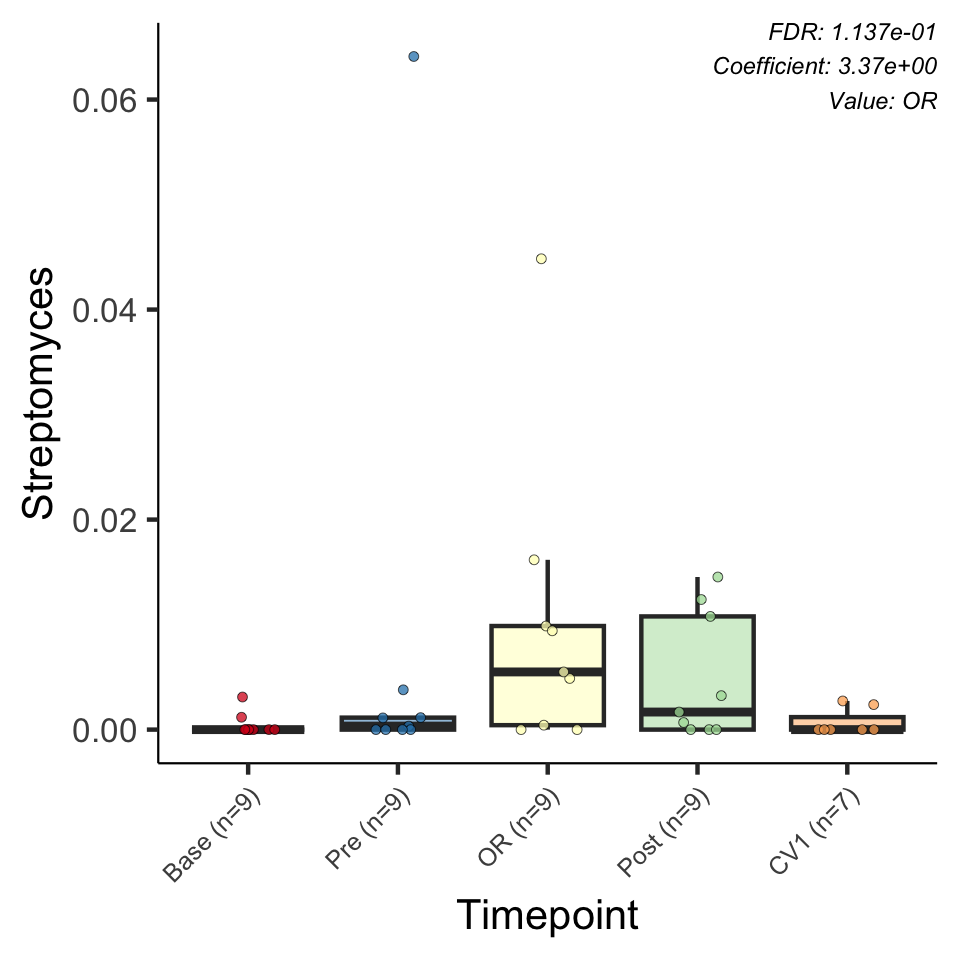 FDR: 1.137e-01
Coefficient: 3.37e+00
Value: OR
Streptomyces
0.06
0.04
0.02
0.00
Base (n=9)
Pre (n=9)
OR (n=9)
Post (n=9)
CV1 (n=7)
Timepoint